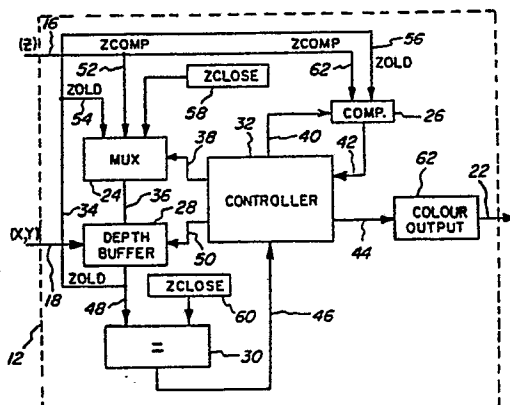 (Z)
16
ZCOMP
ZCOMP
56
52
62
ZOLD
ZOLD
ZCLOSE
54
58
COMP.
38
32
40
26
MUX
42
24
36
CONTROLLER
62
22
34
28
COLOUR
OUTPUT
(X,Y)
DEPTH
BUFFER
50
44
18
ZOLD
ZCLOSE
48
60
46
12
=
30